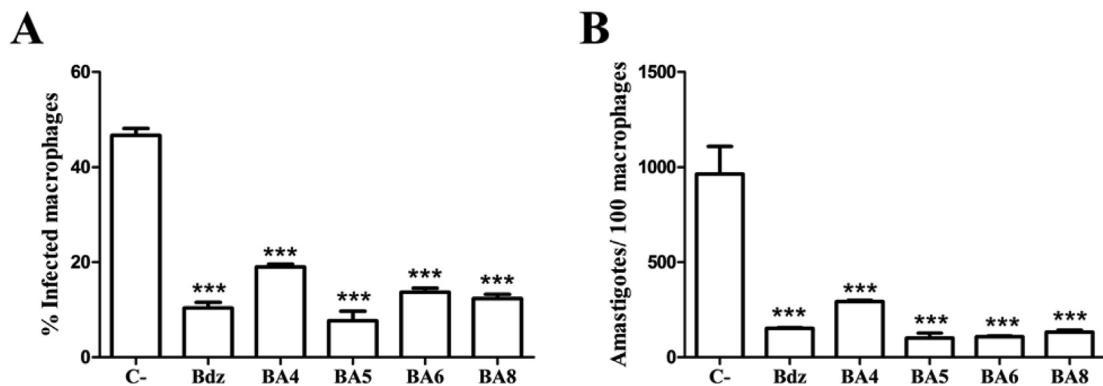 A
% Infected macrophages
60
40
20
0
***
***
***
***
***
C-
Bdz
BA4
BA5
BA6
BA8
B
Amastigotes/ 100 macrophages
1500
1000
500
0
***
***
***
***
***
C-
Bdz
BA4
BA5
BA6
BA8